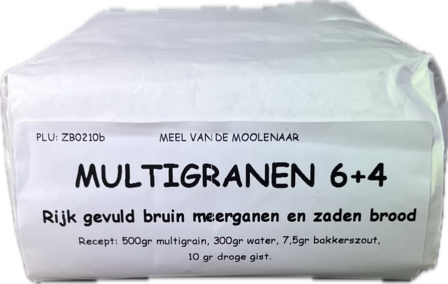 PLU: ZB0210b MEEL VAN DE MOOLENAAR
MULTIGRANEN 6+4
Rijk gevuld bruin meerganen en zaden brood
Recept: 500gr multigrain, 300gr water, 7,5gr bakkerszout,
10 gr droge gist.